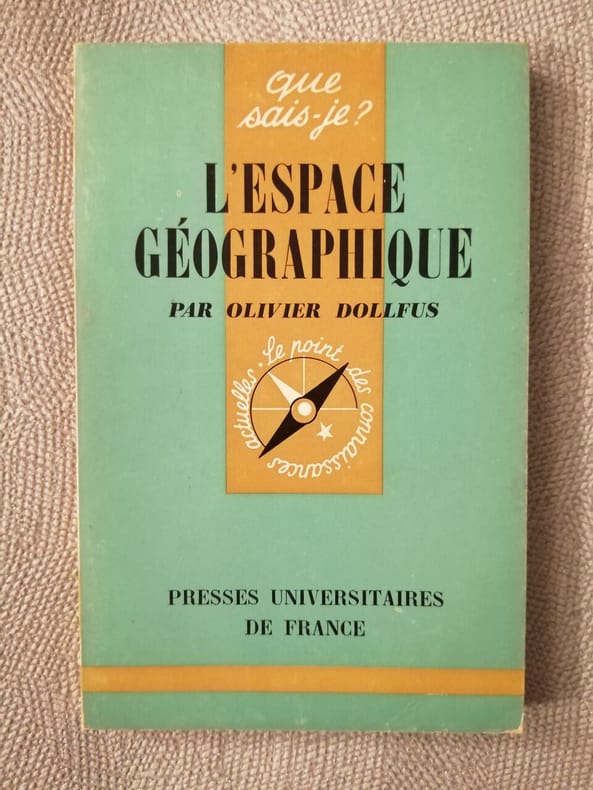 que
sais-je?
L'ESPACE
GÉOGRAPHIQUE
PAR OLIVIER DOLLFUS
Le point des connaissances actuelles •
PRESSES UNIVERSITAIRES
DE FRANCE